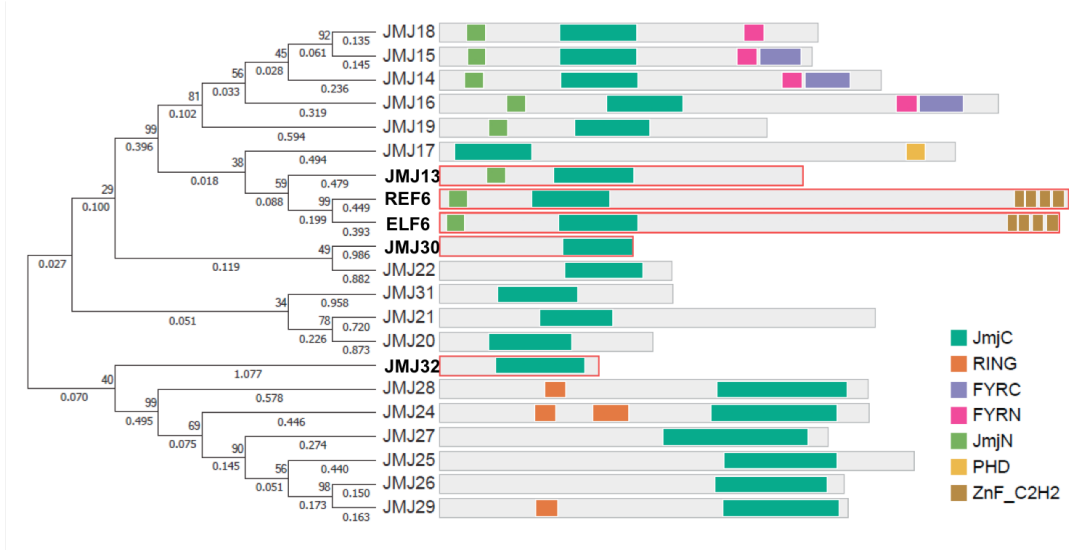 92 0.135 JMJ18
45 0.061 0.145 JMJ15
56 0.028 0.236 JMJ14
81 0.033 0.319 JMJ16
99 0.102 0.594 JMJ19
0.396 38 0.494 JMJ17
0.018 59 0.479 JMJ13
29 0.088 99 0.449 REF6
0.100 0.199 0.393 ELF6
49 0.986 JMJ30
0.027 0.119 0.882 JMJ22
34 0.958 JMJ31
0.051 78 0.720 JMJ21
0.226 0.873 JMJ20
40 1.077 JMJ32
0.070 99 0.578 JMJ28
0.495 69 0.446 JMJ24
0.075 90 0.274 JMJ27
0.145 56 0.440 JMJ25
0.051 98 0.150 JMJ26
0.173 0.163 JMJ29
JmjC
RING
FYRC
FYRN
JmjN
PHD
ZnF_C2H2